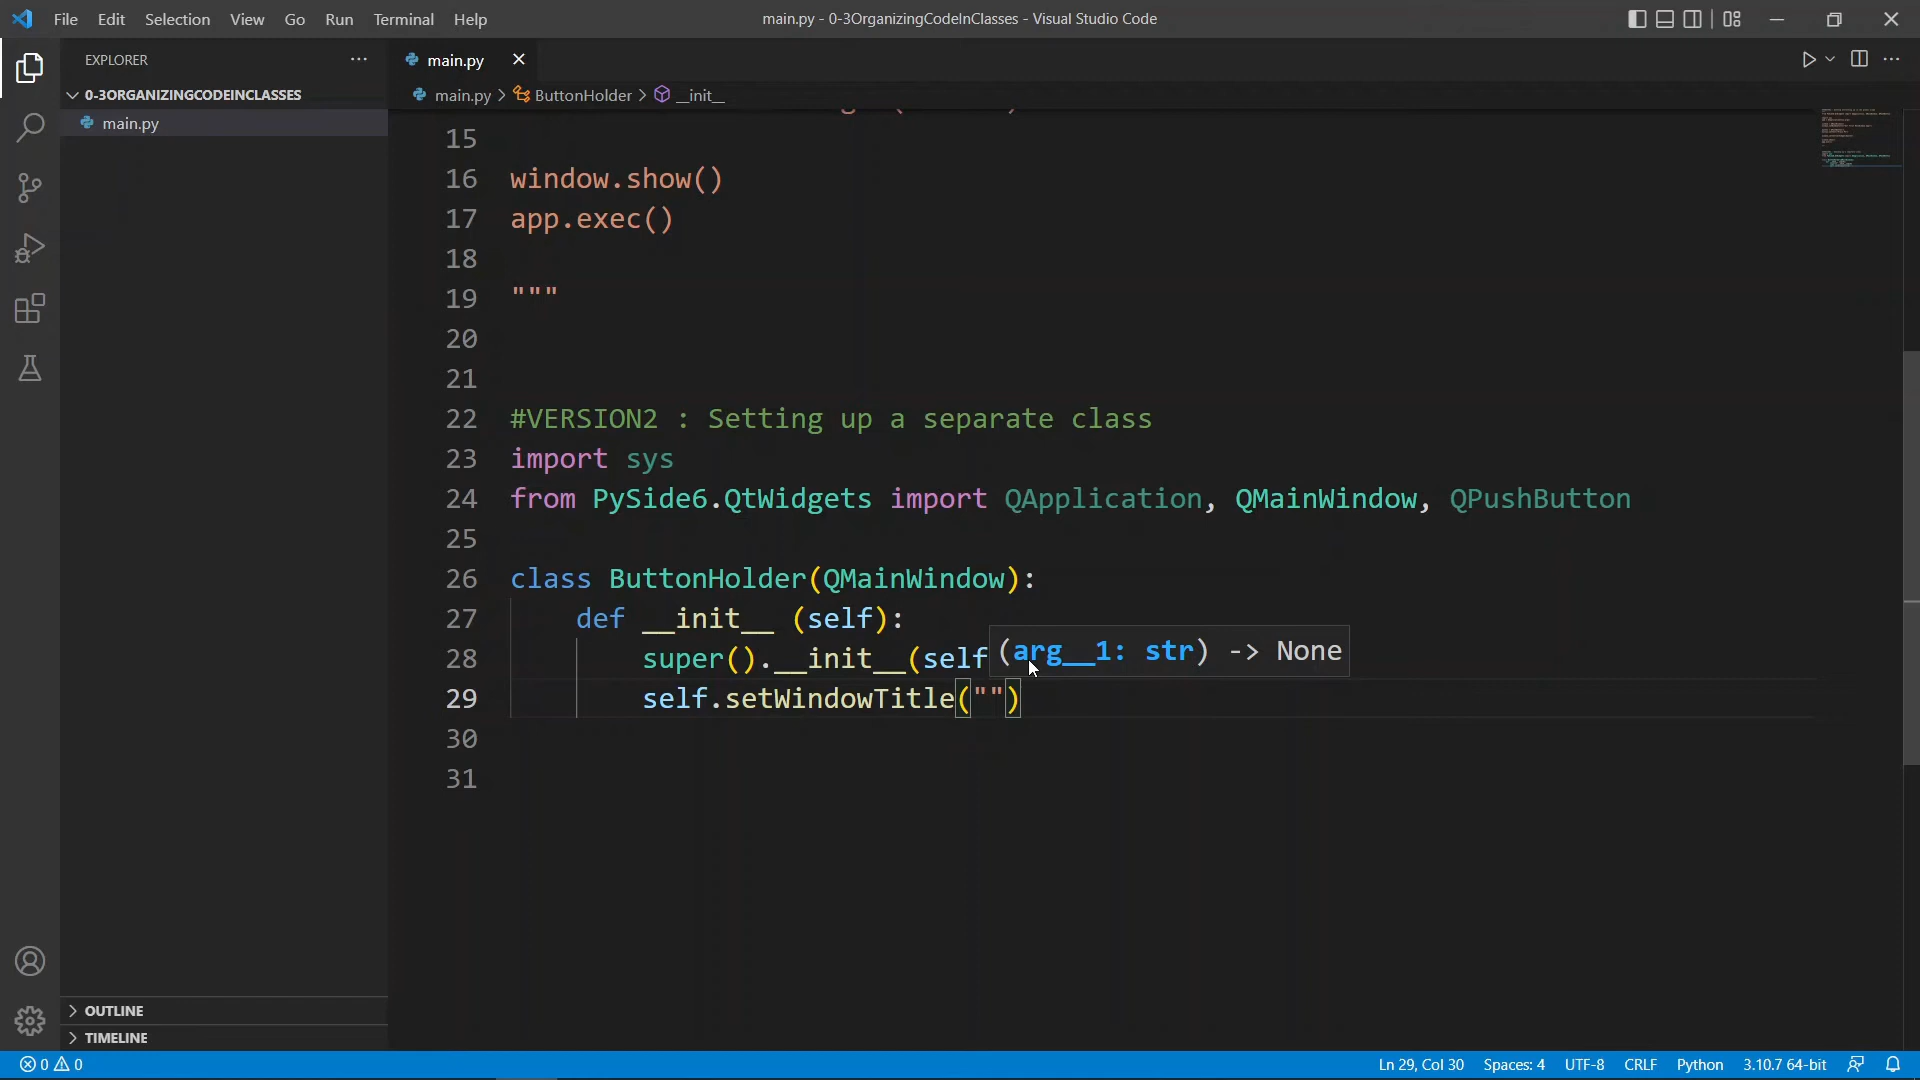 File Edit Selection View Go Run Terminal Help
main.py - 0-3OrganizingCodeInClasses - Visual Studio Code
EXPLORER
0-3ORGANIZINGCODEINCLASSES
main.py
main.py
main.py > ButtonHolder > __init__
15
16 window.show()
17 app.exec()
18
19 """
20
21
22 #VERSION2 : Setting up a separate class
23 import sys
24 from PySide6.QtWidgets import QApplication, QMainWindow, QPushButton
25
26 class ButtonHolder(QMainWindow):
27 def __init__ (self):
(arg__1: str) -> None
28 super().__init__(self
29 self.setWindowTitle("")
30
31
OUTLINE
TIMELINE
0 0
Ln 29, Col 30 Spaces: 4 UTF-8 CRLF Python 3.10.7 64-bit